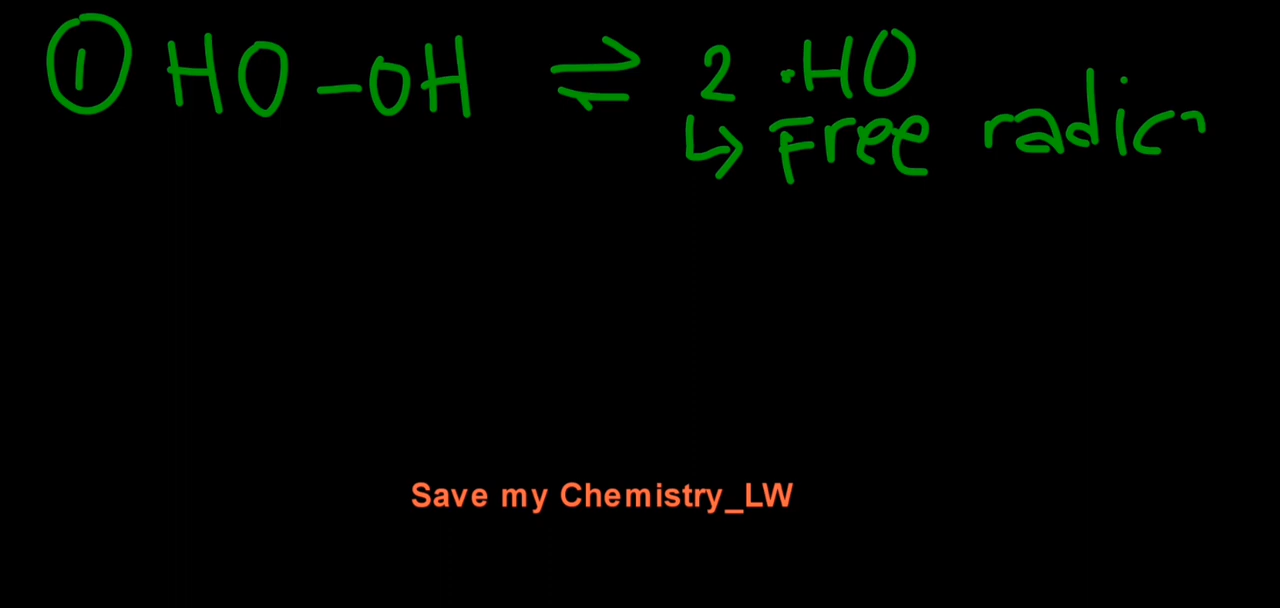 ① HO-OH ⇌ 2 ·HO
↳ Free radic
Save my Chemistry_LW